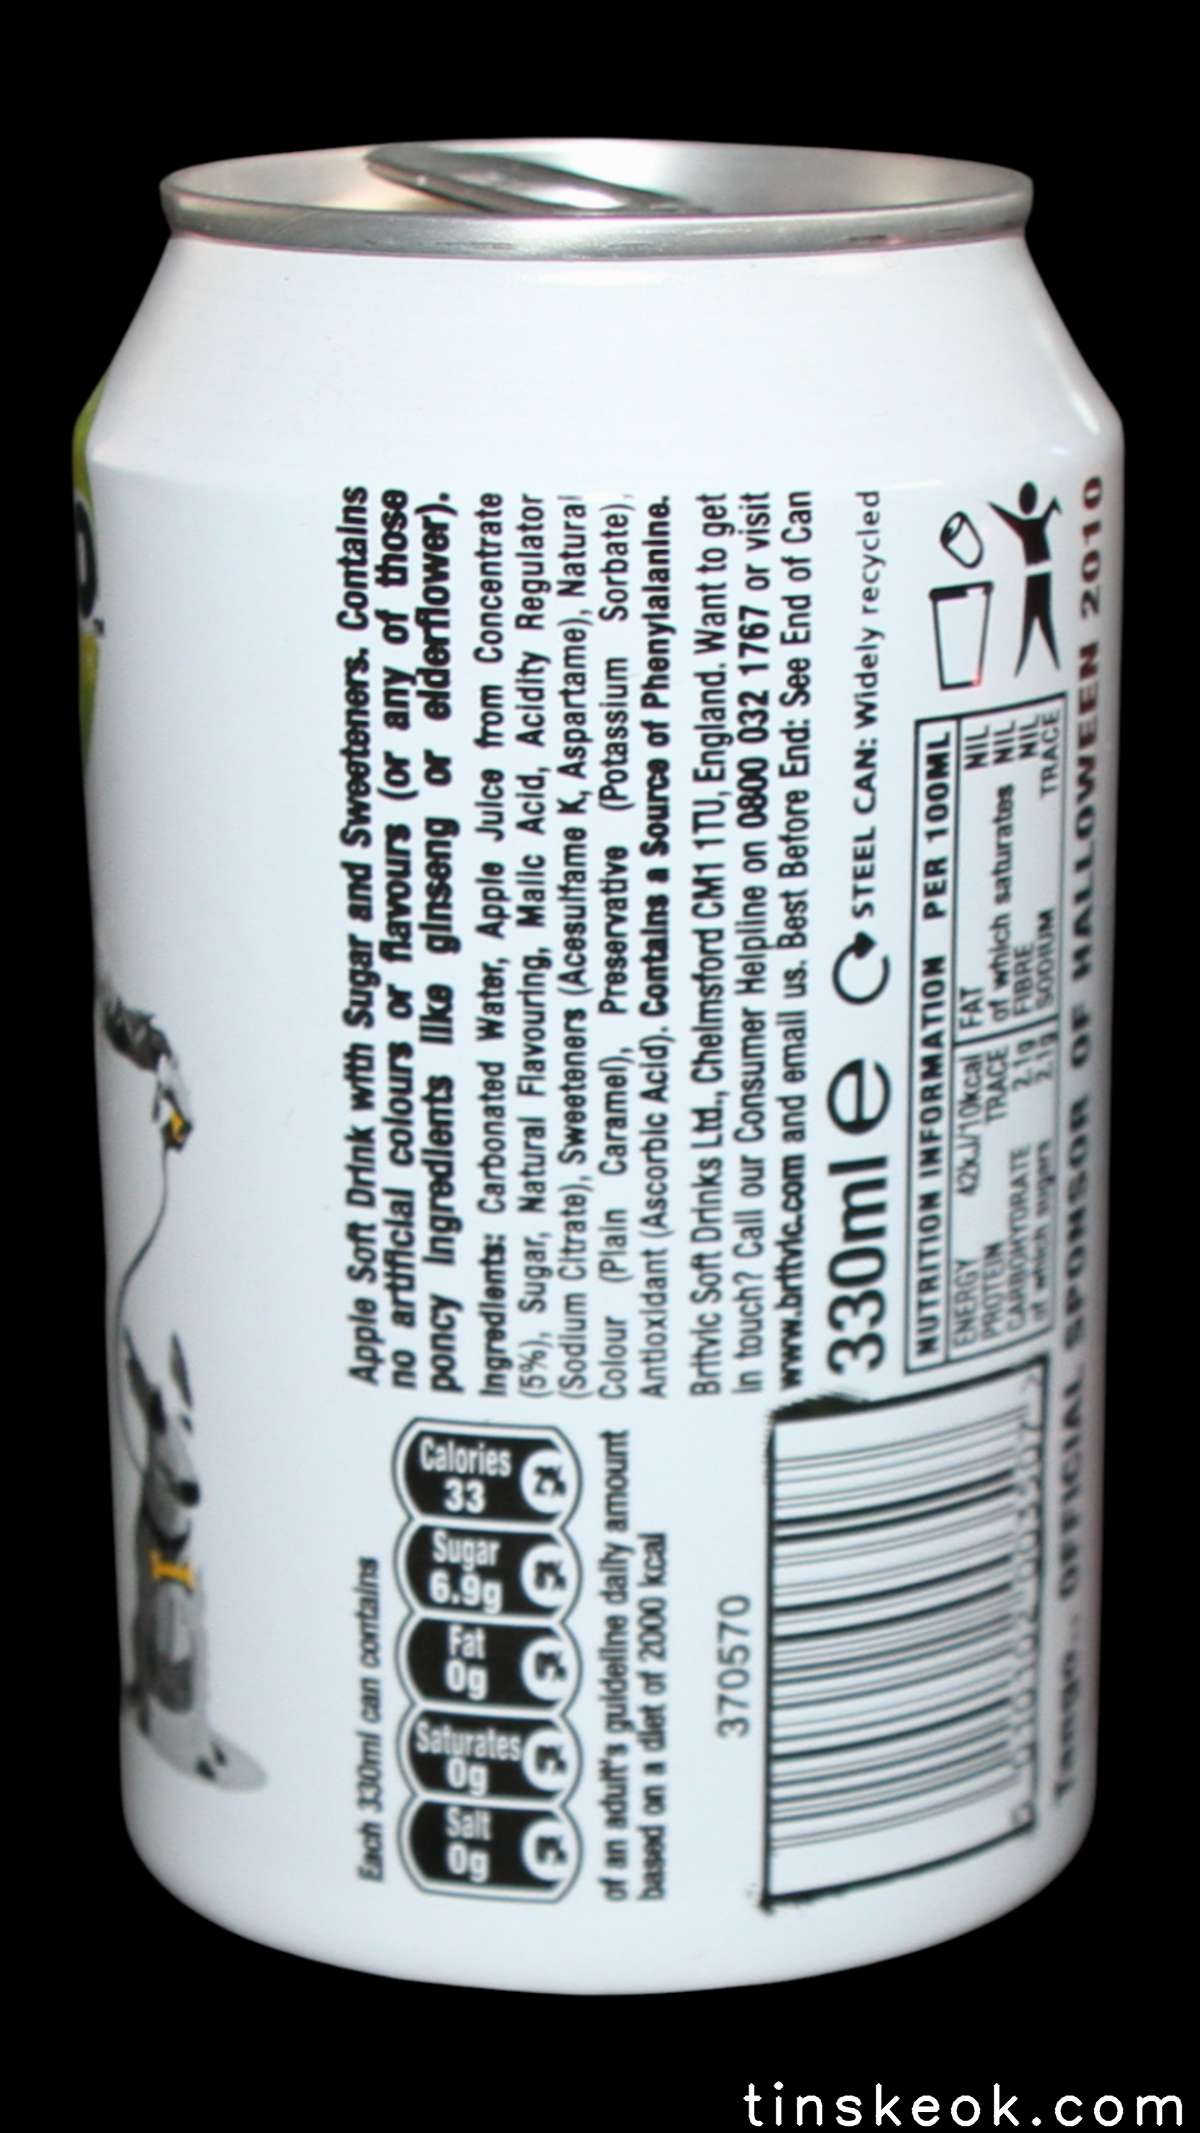 Apple Soft Drink with Sugar and Sweeteners. Contains
no artificial colours or flavours (or any of those
poncy ingredients like ginseng or elderflower).
Ingredients: Carbonated Water, Apple Juice from Concentrate
(5%), Sugar, Natural Flavouring, Malic Acid, Acidity Regulator
(Sodium Citrate), Sweeteners (Acesulfame K, Aspartame), Natural
Colour (Plain Caramel), Preservative (Potassium Sorbate),
Antioxidant (Ascorbic Acid). Contains a Source of Phenylalanine.
Britvic Soft Drinks Ltd., Chelmsford CM1 1TU, England. Want to get
in touch? Call our Consumer Helpline on 0800 032 1767 or visit
www.britvic.com and email us. Best Before End: See End of Can
330ml e STEEL CAN: Widely recycled
NUTRITION INFORMATION PER 100ML
ENERGY 42kJ/10kcal FAT NIL
PROTEIN TRACE of which saturates NIL
CARBOHYDRATE 2.1g FIBRE NIL
of which sugars 2.1g SODIUM TRACE
Each 330ml can contains
Salt 0g
Saturates 0g
Fat 0g
Sugar 6.9g
Calories 33
of an adult's guideline daily amount
based on a diet of 2000 kcal
370570
Tango.. OFFICIAL SPONSOR OF HALLOWEEN 2010
tinskeok.com